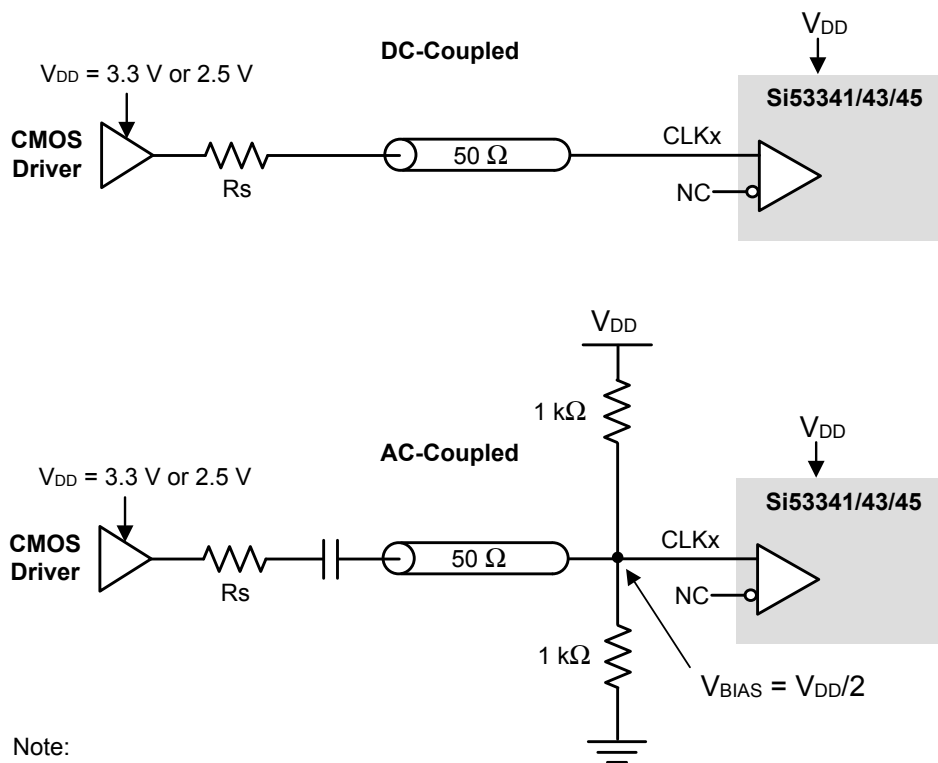 DC-Coupled
VDD
VDD = 3.3 V or 2.5 V
Si53341/43/45
CMOS
Driver
CLKx
50 Ω
Rs
NC
VDD
1 kΩ
AC-Coupled
VDD
VDD = 3.3 V or 2.5 V
Si53341/43/45
CMOS
Driver
CLKx
50 Ω
Rs
NC
1 kΩ
VBIAS = VDD/2
Note: